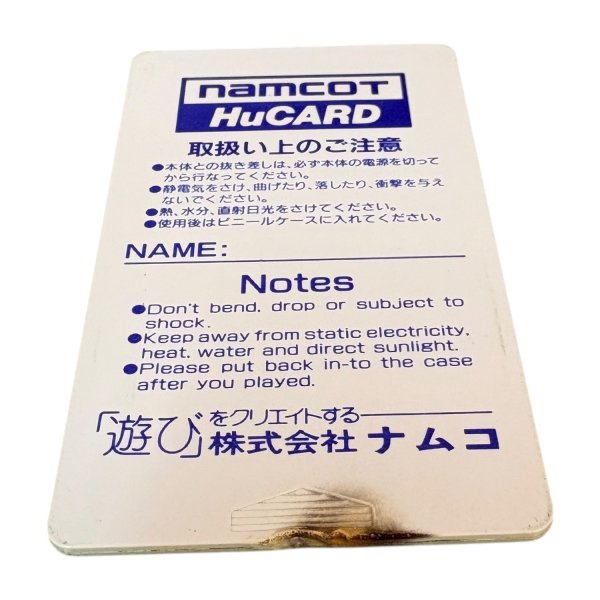 namcoT
HuCARD
取扱い上のご注意
●本体との抜き差しは、必ず本体の電源を切って
から行なってください。
●静電気をさけ、曲げたり、落したり、衝撃を与え
ないでください。
●熱、水分、直射日光をさけてください。
●使用後はビニールケースに入れてください。
NAME:
Notes
●Don't bend, drop or subject to
shock.
●Keep away from static electricity,
heat, water and direct sunlight.
●Please put back in-to the case
after you played.
「遊び」をクリエイトする
株式会社 ナムコ